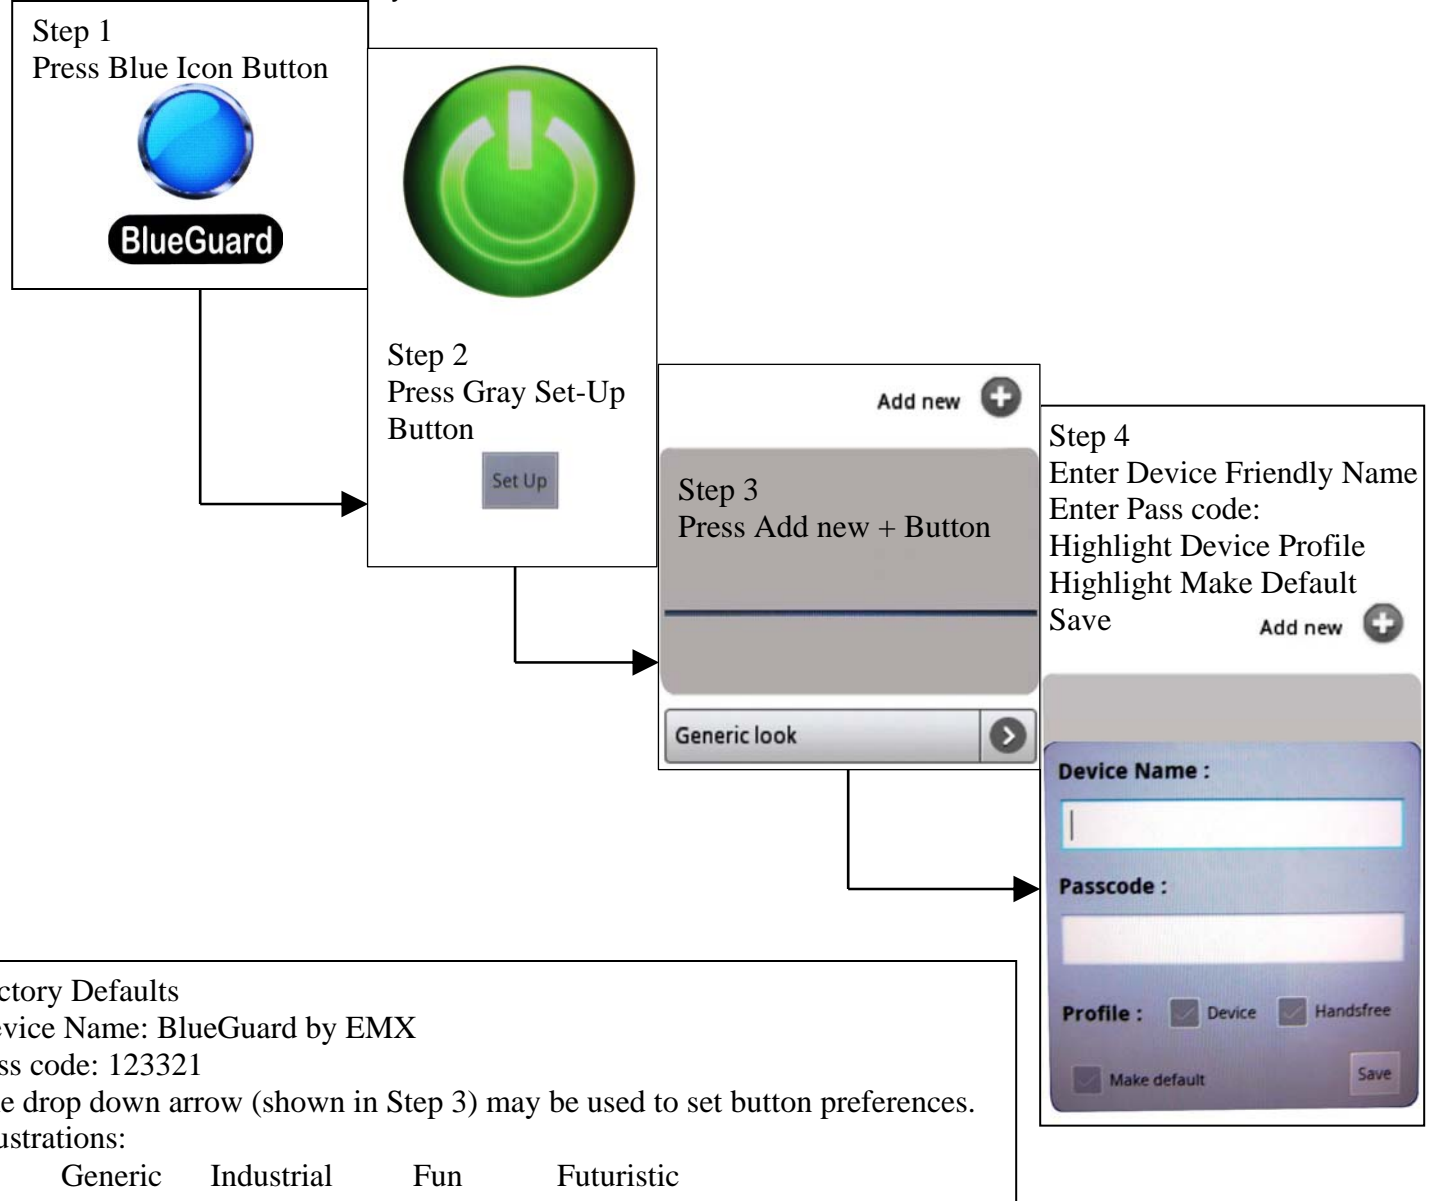 Step 1
Press Blue Icon Button
BlueGuard
Step 2
Press Gray Set-Up
Button
Set Up
Add new
Step 3
Press Add new + Button
Generic look
Step 4
Enter Device Friendly Name
Enter Pass code:
Highlight Device Profile
Highlight Make Default
Save
Add new
Device Name :
Passcode :
Profile : Device Handsfree
Make default Save
ctory Defaults
evice Name: BlueGuard by EMX
ss code: 123321
e drop down arrow (shown in Step 3) may be used to set button preferences.
ustrations:
Generic Industrial Fun Futuristic